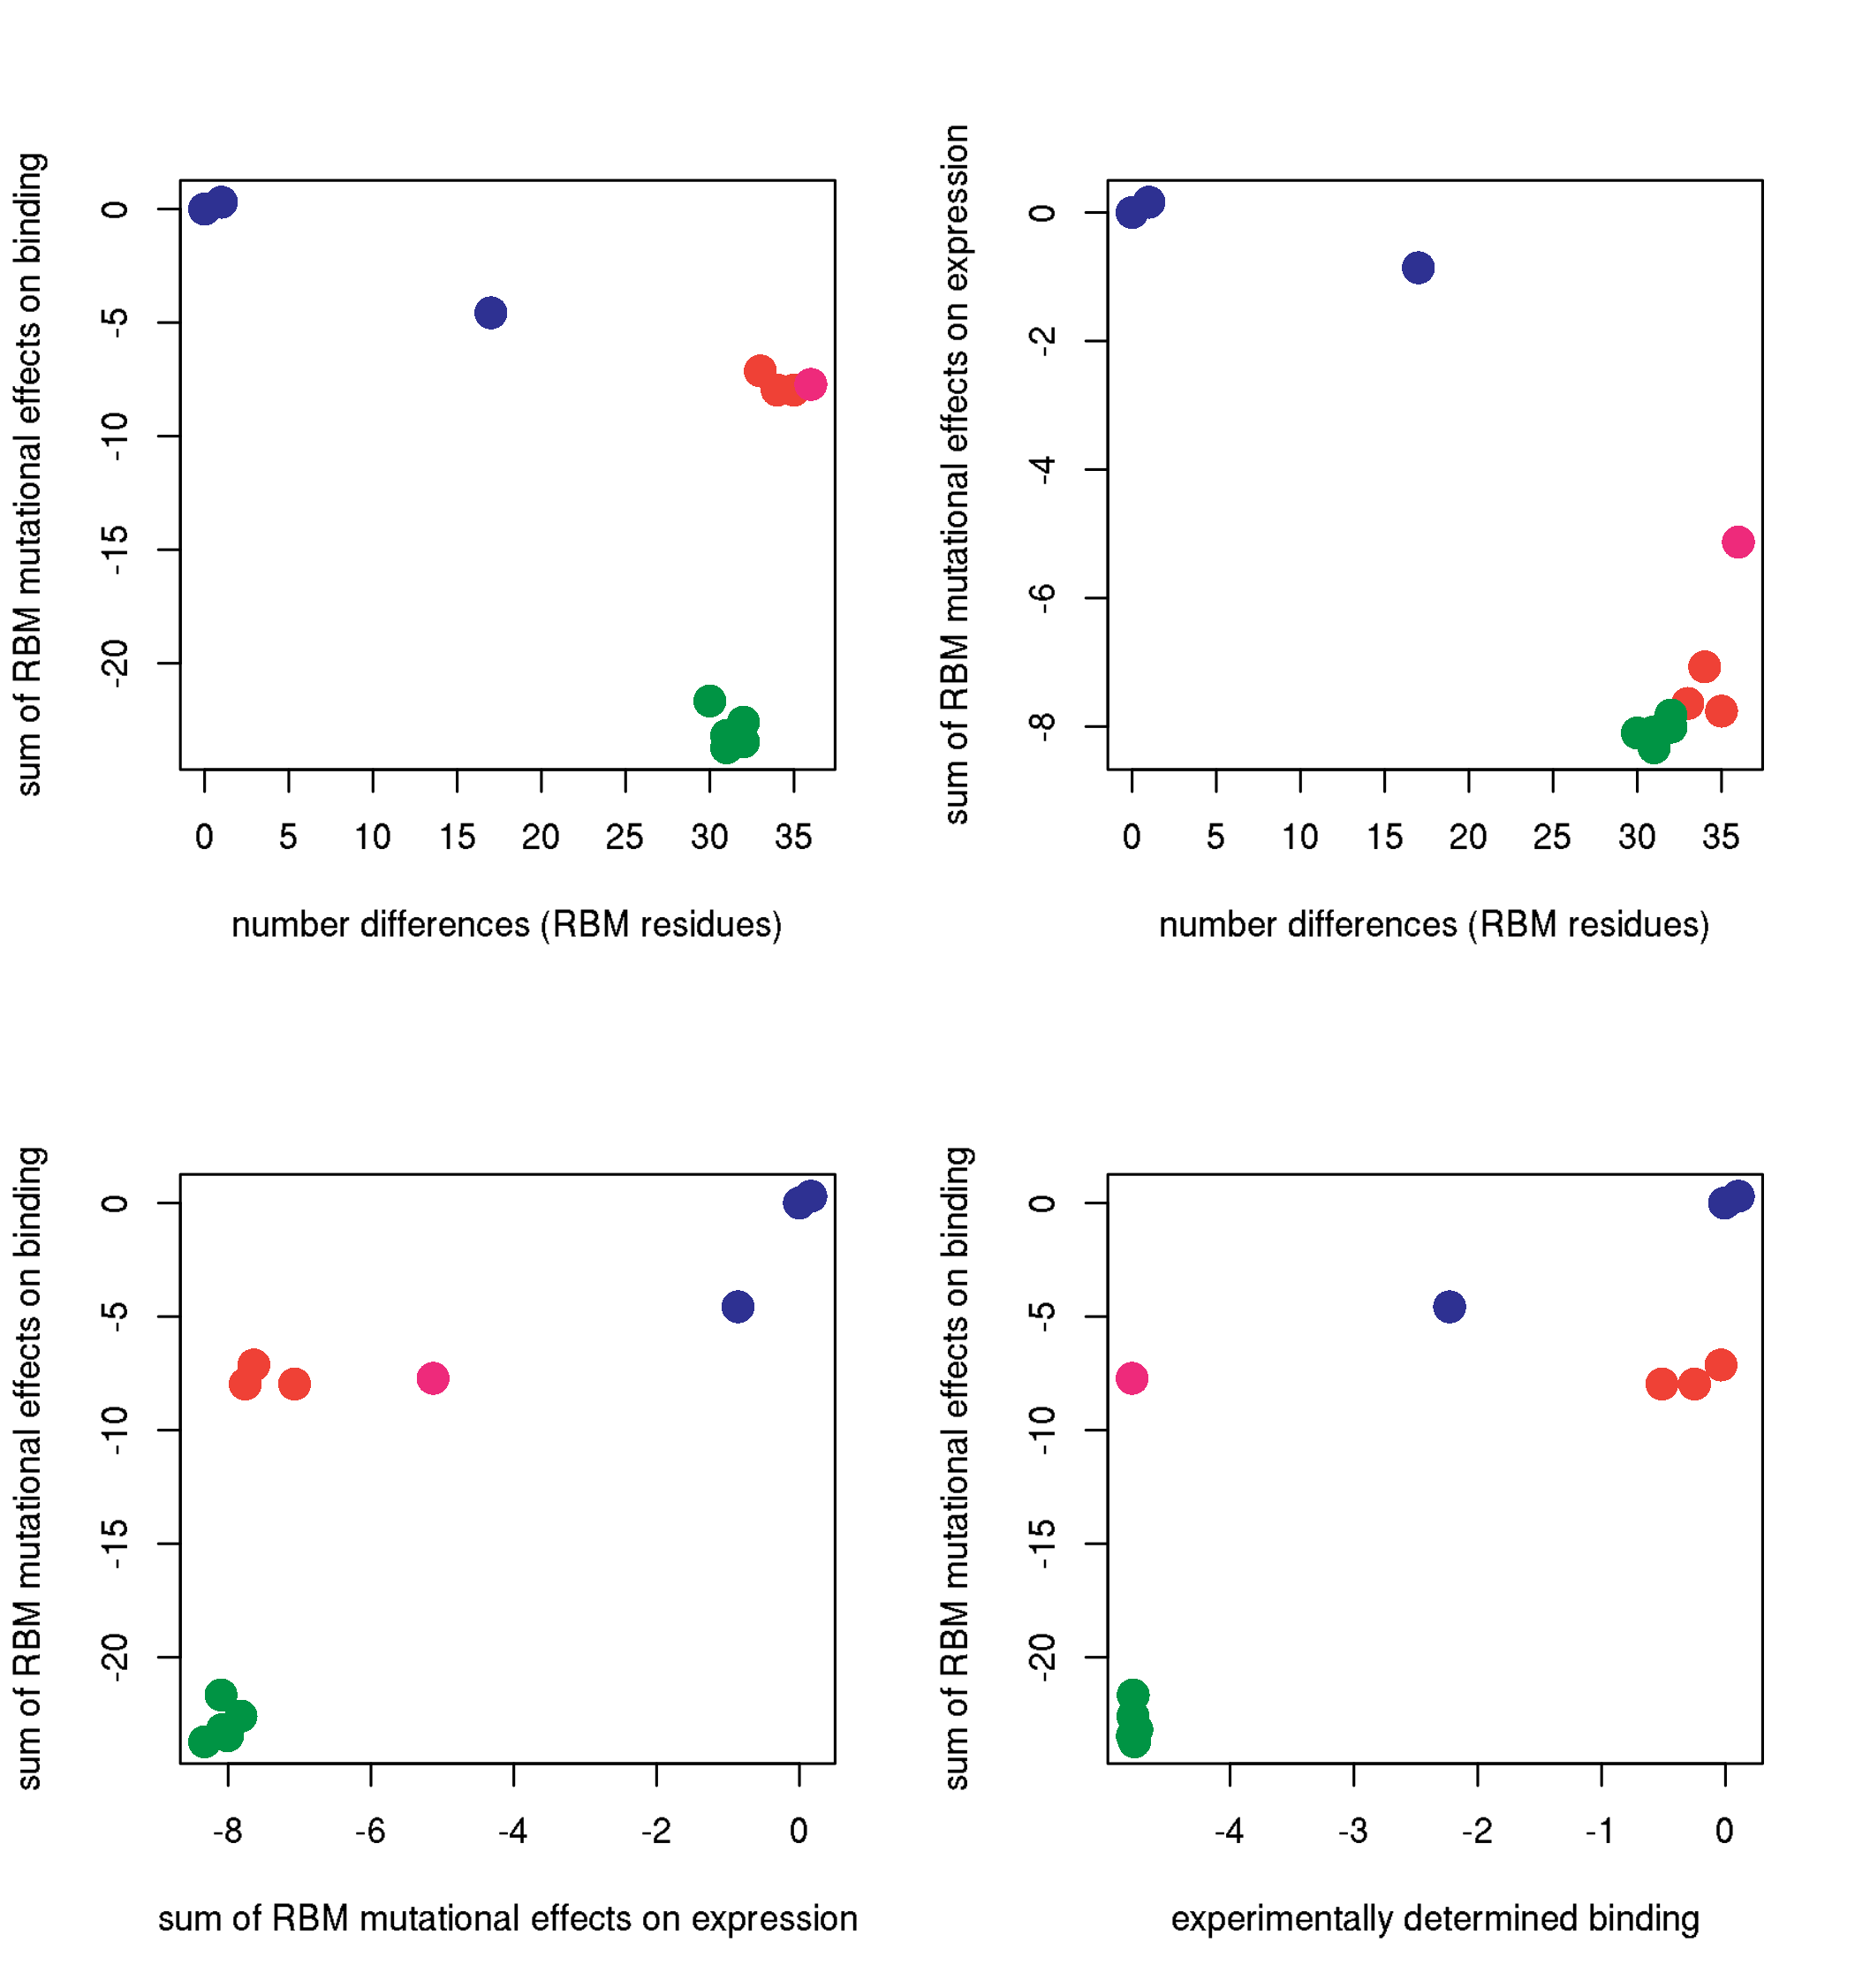 sum of RBM mutational effects on binding
0
-5
-10
-15
-20
0 5 10 15 20 25 30 35
number differences (RBM residues)
sum of RBM mutational effects on expression
0
-2
-4
-6
-8
0 5 10 15 20 25 30 35
number differences (RBM residues)
sum of RBM mutational effects on binding
0
-5
-10
-15
-20
-8 -6 -4 -2 0
sum of RBM mutational effects on expression
sum of RBM mutational effects on binding
0
-5
-10
-15
-20
-4 -3 -2 -1 0
experimentally determined binding